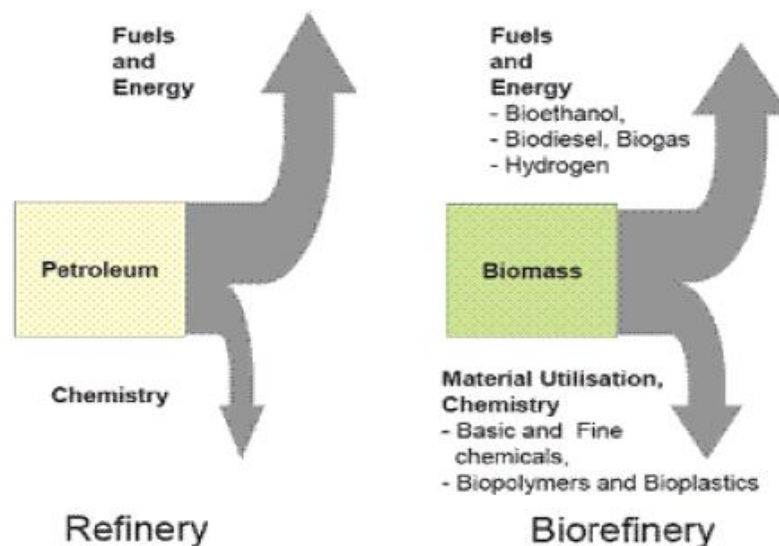 Fuels
and
Energy
Petroleum
Chemistry
Refinery
Fuels
and
Energy
- Bioethanol,
- Biodiesel, Biogas
- Hydrogen
Biomass
Material Utilisation,
Chemistry
- Basic and Fine
chemicals,
- Biopolymers and Bioplastics
Biorefinery